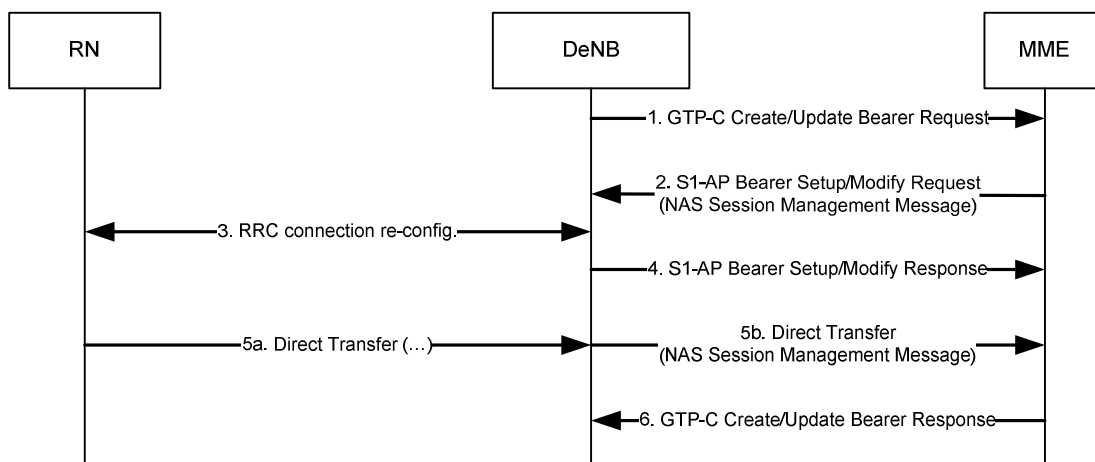 RN
DeNB
MME
1. GTP-C Create/Update Bearer Request
2. S1-AP Bearer Setup/Modify Request
(NAS Session Management Message)
3. RRC connection re-config.
4. S1-AP Bearer Setup/Modify Response
5a. Direct Transfer (…)
5b. Direct Transfer
(NAS Session Management Message)
6. GTP-C Create/Update Bearer Response